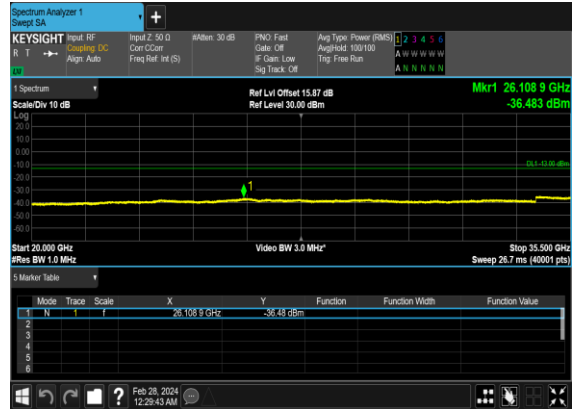 Spectrum Analyzer 1
Swept SA
+
KEYSIGHT Input: RF Input Z: 50 Ω #Atten: 30 dB PNO: Fast Avg Type: Power (RMS) 1 2 3 4 5 6
R T Coupling: DC Corr CCorr Gate: Off Avg|Hold: 100/100 A W W W W W
Align: Auto Freq Ref: Int (S) IF Gain: Low Trig: Free Run
Sig Track: Off A N N N N N
1 Spectrum
Ref Lvl Offset 15.87 dB Mkr1 26.108 9 GHz
Scale/Div 10 dB Ref Level 30.00 dBm -36.483 dBm
Log
20.0
10.0
0.00
-10.0
DL1 -13.00 dBm
-20.0
-30.0
1
-40.0
-50.0
-60.0
Start 20.000 GHz Video BW 3.0 MHz* Stop 35.500 GHz
#Res BW 1.0 MHz Sweep 26.7 ms (40001 pts)
5 Marker Table
Mode Trace Scale X Y Function Function Width Function Value
1 N 1 f 26.108 9 GHz -36.48 dBm
2
3
4
5
6
? Feb 28, 2024
12:29:43 AM